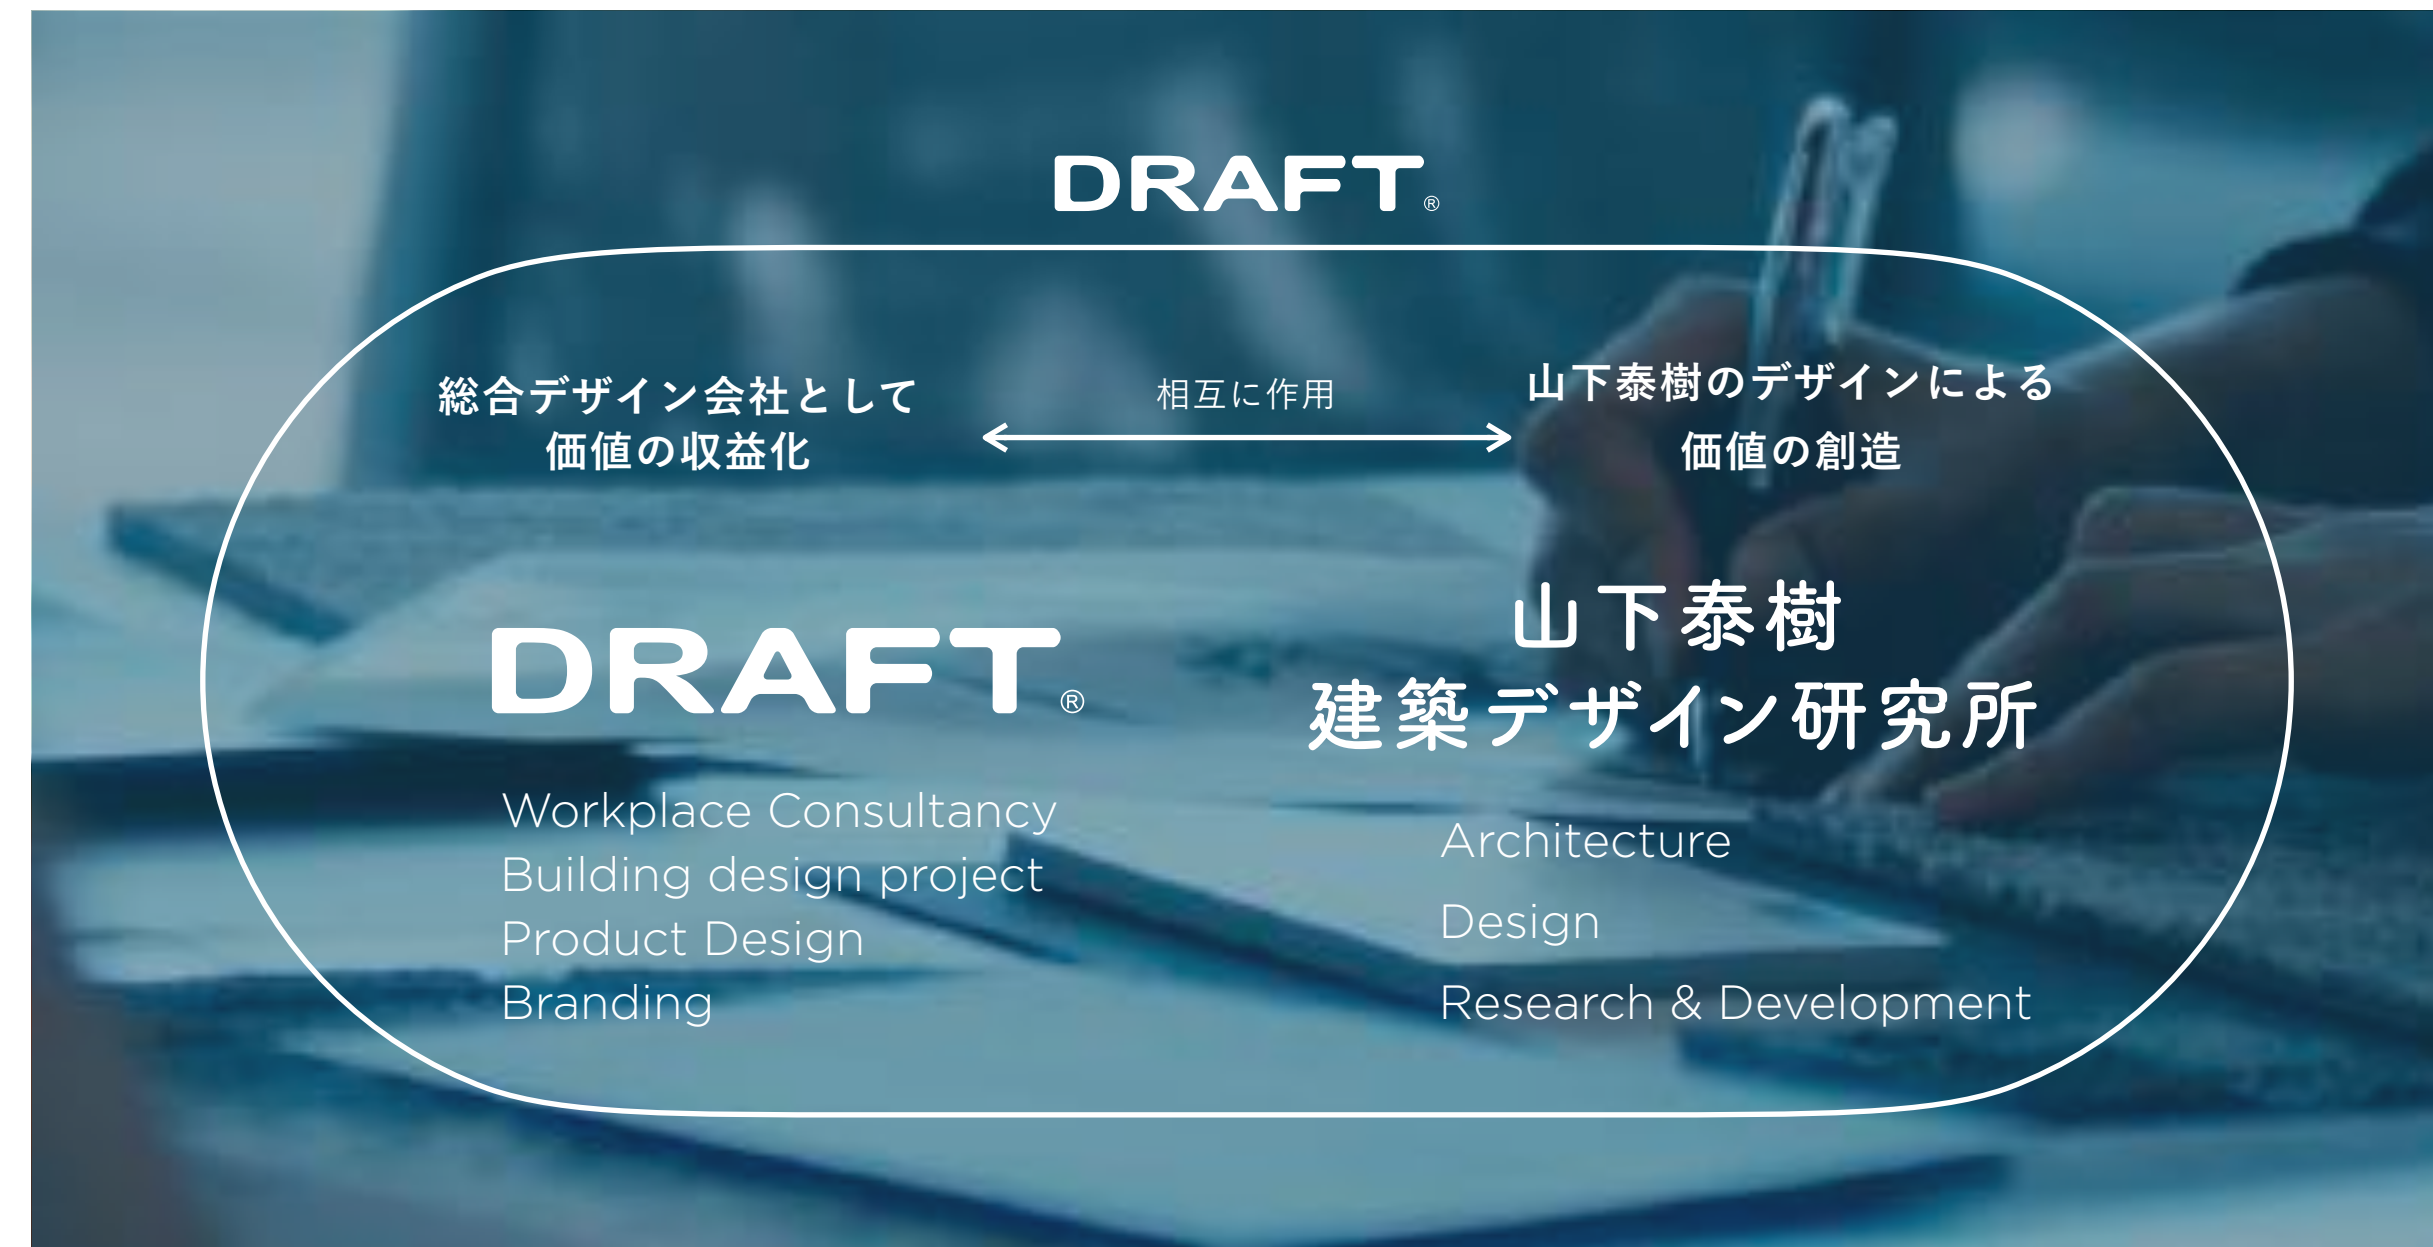 DRAFT®
総合デザイン会社として
価値の収益化
相互に作用
山下泰樹のデザインによる
価値の創造
DRAFT®
Workplace Consultancy
Building design project
Product Design
Branding
山下泰樹
建築デザイン研究所
Architecture
Design
Research & Development